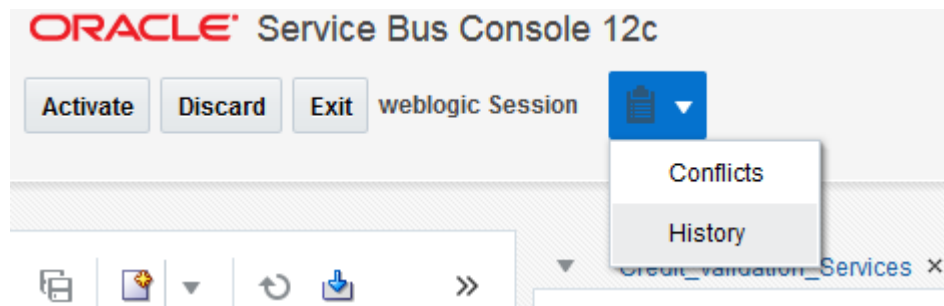 ORACLE® Service Bus Console 12c
Activate Discard Exit weblogic Session
Conflicts
History
Credit_Validation_Services ×